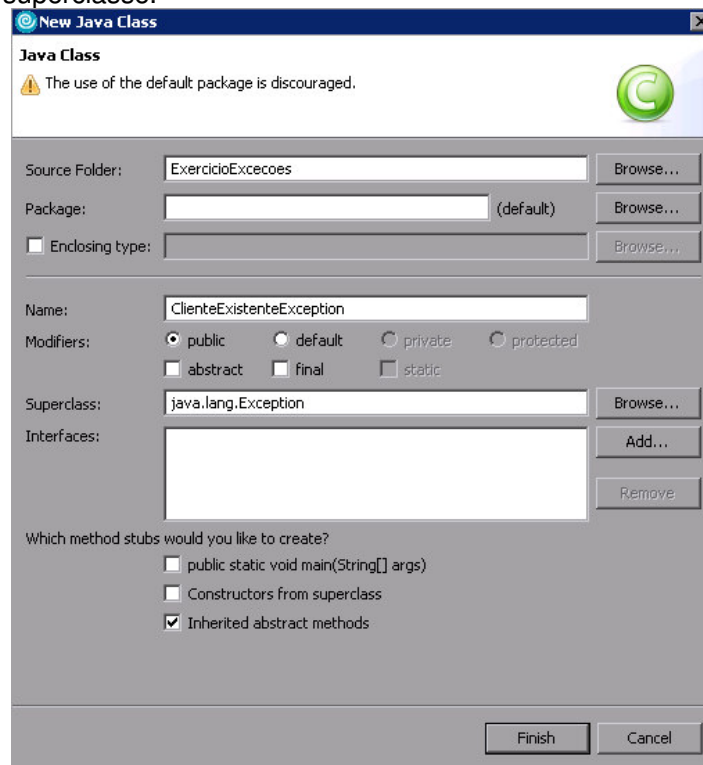 superclasse.
New Java Class
Java Class
The use of the default package is discouraged.
C
Source Folder: ExercicioExcecoes Browse...
Package: (default) Browse...
Enclosing type: Browse...
Name: ClienteExistenteException
Modifiers: public default private protected
abstract final static
Superclass: java.lang.Exception Browse...
Interfaces: Add...
Remove
Which method stubs would you like to create?
public static void main(String[] args)
Constructors from superclass
Inherited abstract methods
Finish Cancel